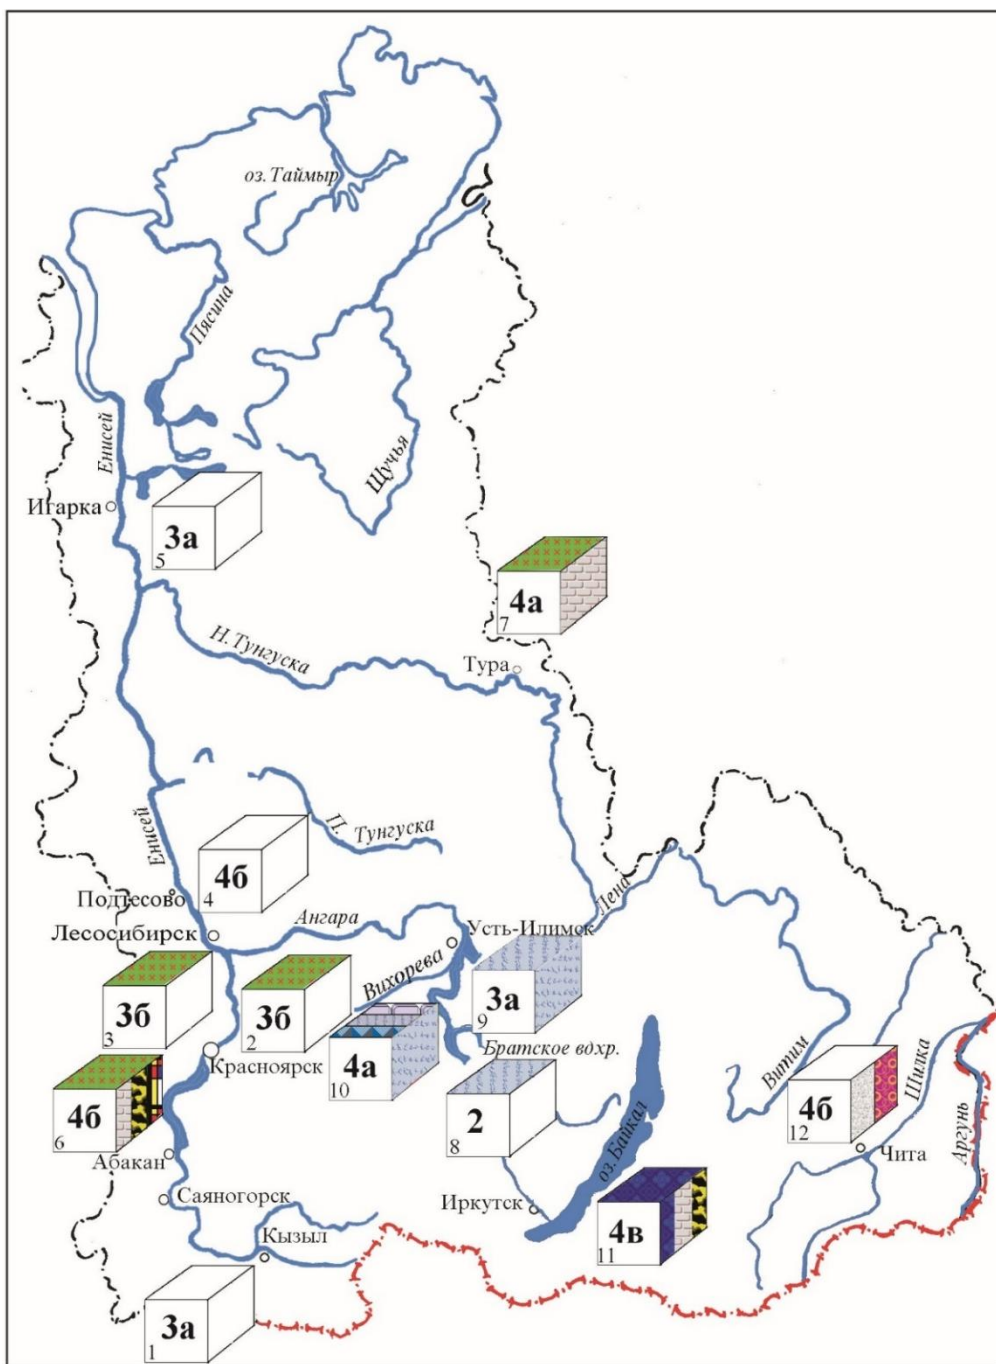 оз. Таймыр
Пясина
Енисей
Щучья
Игарка
3а
5
4а
7
Н. Тунгуска
Тура
Енисей
П. Тунгуска
4б
4
Подтесово
Лена
Ангара
Лесосибирск
Усть-Илимск
Вихорева
3б
3
3б
2
3а
9
Красноярск
Братское вдхр.
4а
10
Витим
Шилка
4б
6
2
8
4б
12
Аргунь
Абакан
оз. Байкал
Чита
Саяногорск
Иркутск
4в
11
Кызыл
3а
1